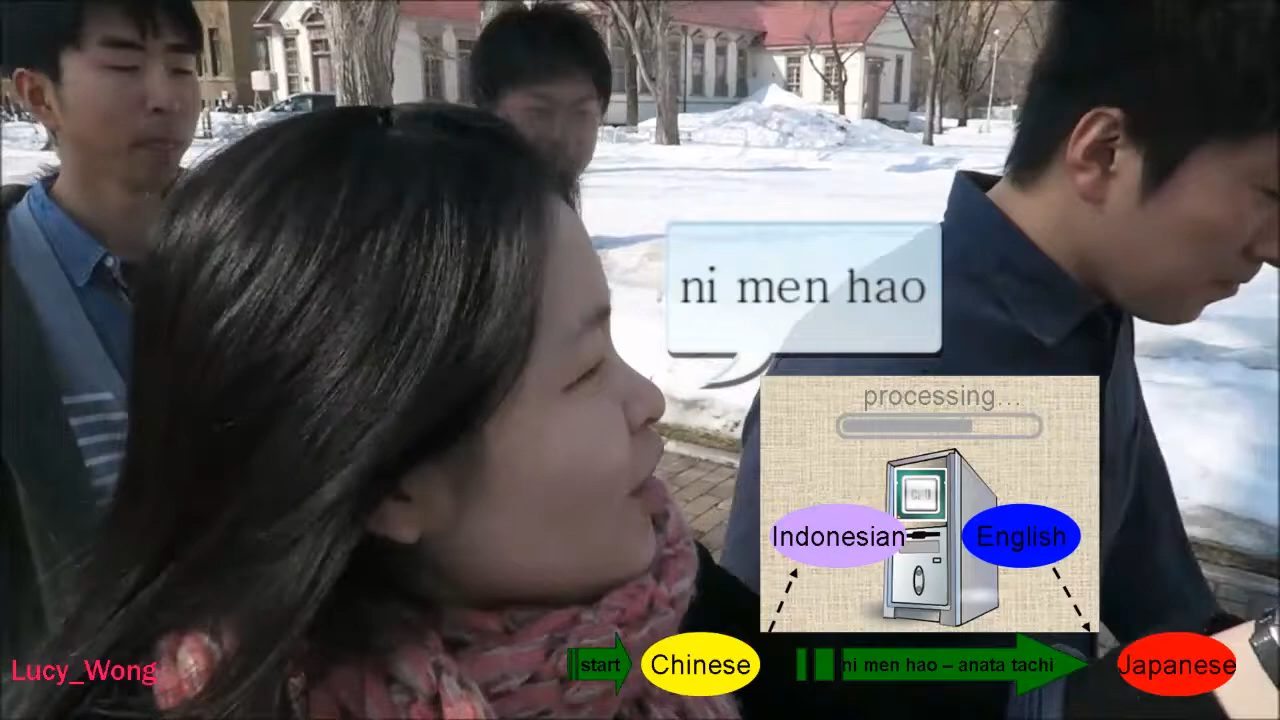 ni men hao
processing...
Indonesian
English
Lucy_Wong
start
Chinese
ni men hao – anata tachi
Japanese